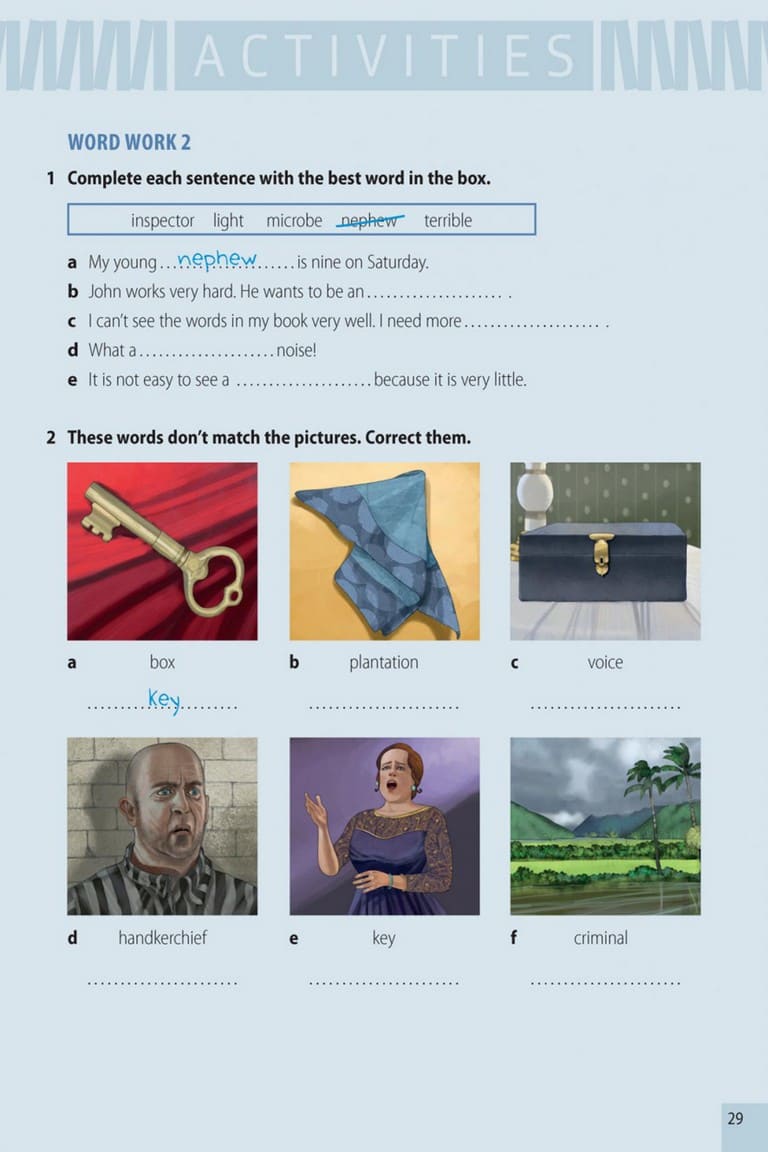 ACTIVITIES
WORD WORK 2
1 Complete each sentence with the best word in the box.
inspector light microbe nephew terrible
a My young ... nephew ... is nine on Saturday.
b John works very hard. He wants to be an ..................... .
c I can't see the words in my book very well. I need more ..................... .
d What a ..................... noise!
e It is not easy to see a ..................... because it is very little.
2 These words don't match the pictures. Correct them.
a box b plantation c voice
......... key ......... ....................... .......................
d handkerchief e key f criminal
....................... ....................... .......................
29